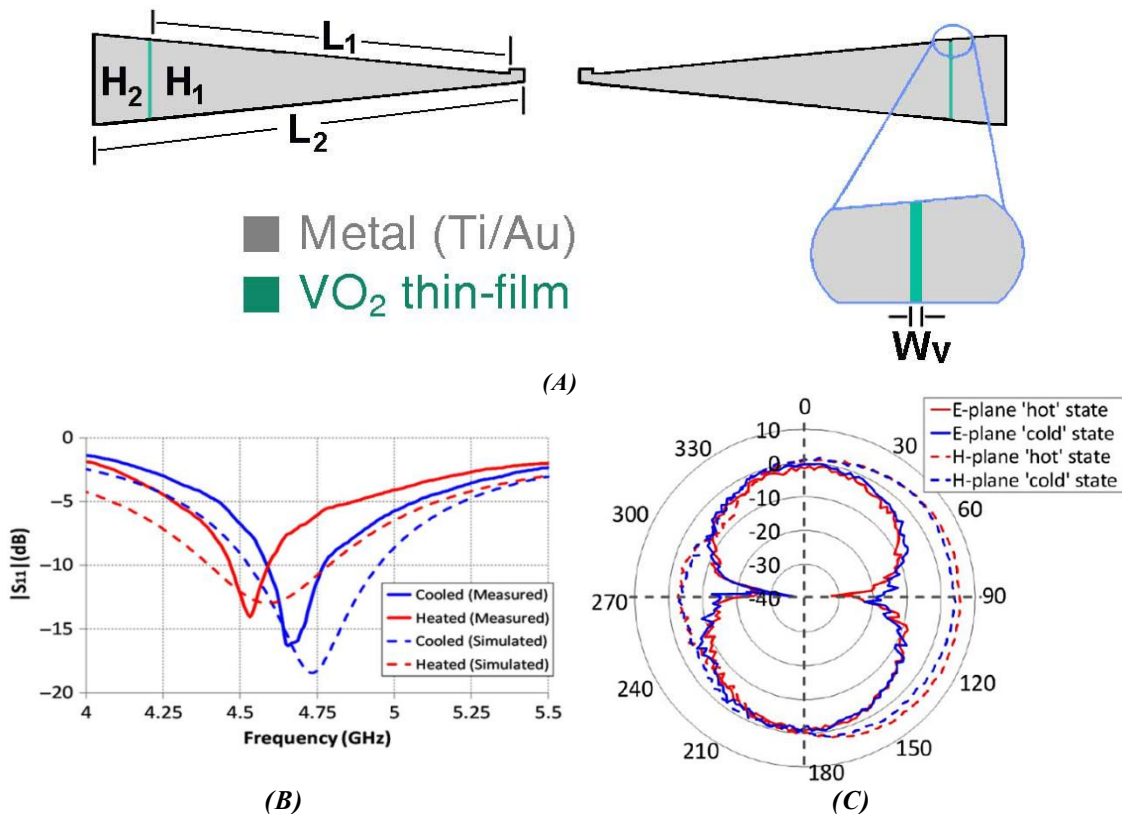 L1
H2 H1
L2
Metal (Ti/Au)
VO2 thin-film
WV
(A)
0
–5
–10
–15
–20
|S11|(dB)
Cooled (Measured)
Heated (Measured)
Cooled (Simulated)
Heated (Simulated)
4 4.25 4.5 4.75 5 5.25 5.5
Frequency (GHz)
(B)
E-plane 'hot' state
E-plane 'cold' state
H-plane 'hot' state
H-plane 'cold' state
0
30
60
90
120
150
180
210
240
270
300
330
10
0
-10
-20
-30
-40
(C)